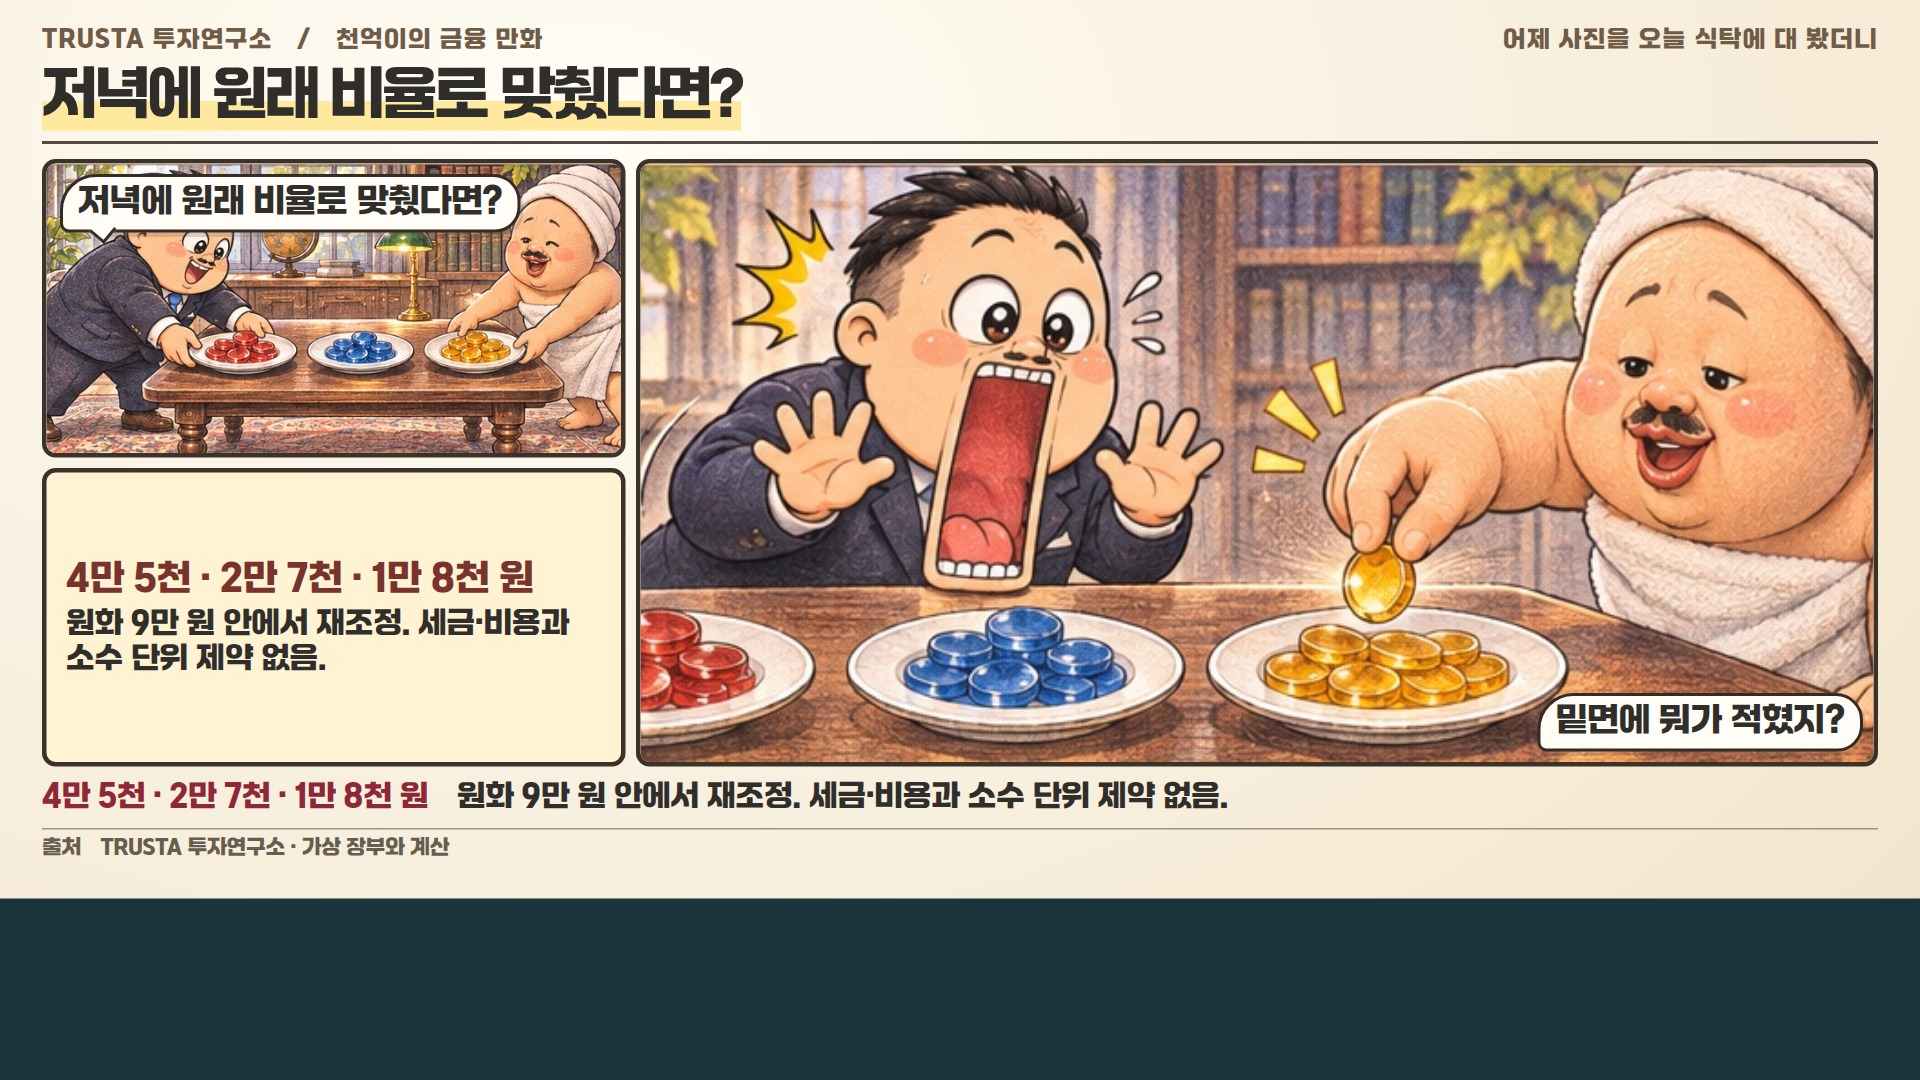 TRUSTA 투자연구소 / 천억이의 금융 만화
어제 사진을 오늘 식탁에 대 봤더니
저녁에 원래 비율로 맞췄다면?
저녁에 원래 비율로 맞췄다면?
4만 5천 · 2만 7천 · 1만 8천 원
원화 9만 원 안에서 재조정. 세금·비용과
소수 단위 제약 없음.
밑면에 뭐가 적혔지?
4만 5천 · 2만 7천 · 1만 8천 원 원화 9만 원 안에서 재조정. 세금·비용과 소수 단위 제약 없음.
출처 TRUSTA 투자연구소 · 가상 장부와 계산